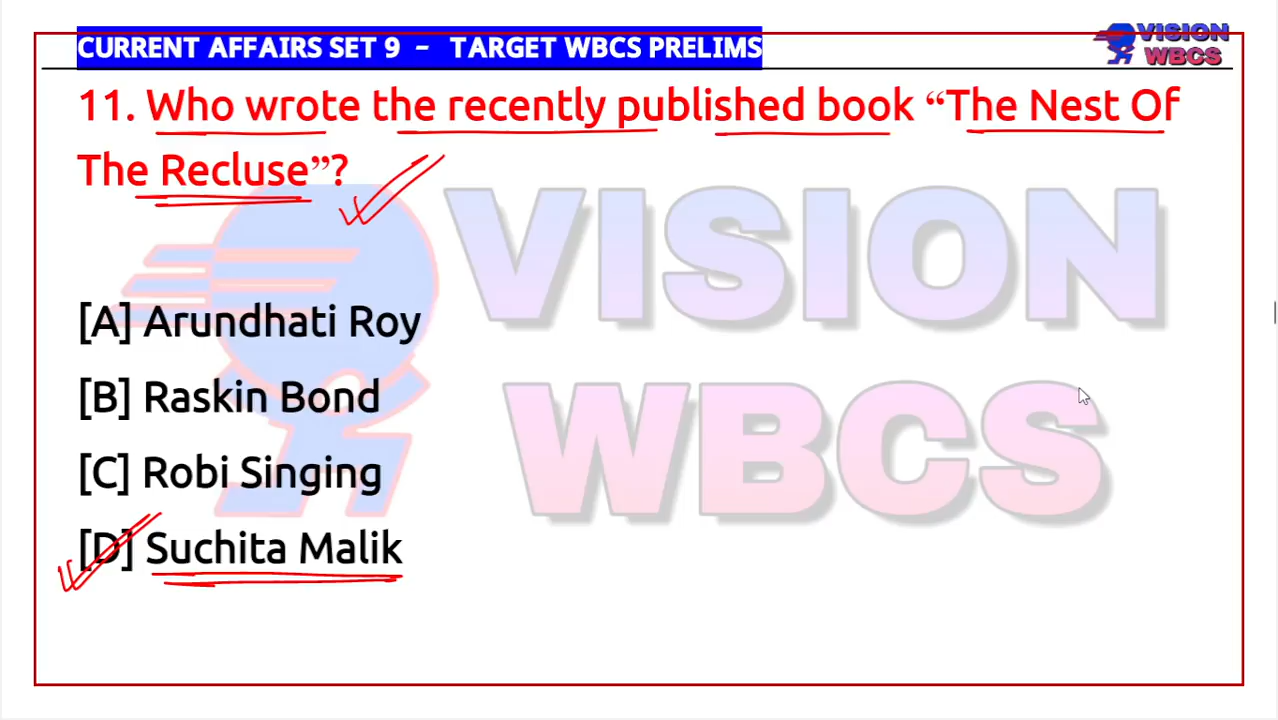 CURRENT AFFAIRS SET 9 - TARGET WBCS PRELIMS
VISION
WBCS
11. Who wrote the recently published book “The Nest Of
The Recluse”?
VISION
WBCS
[A] Arundhati Roy
[B] Raskin Bond
[C] Robi Singing
[D] Suchita Malik